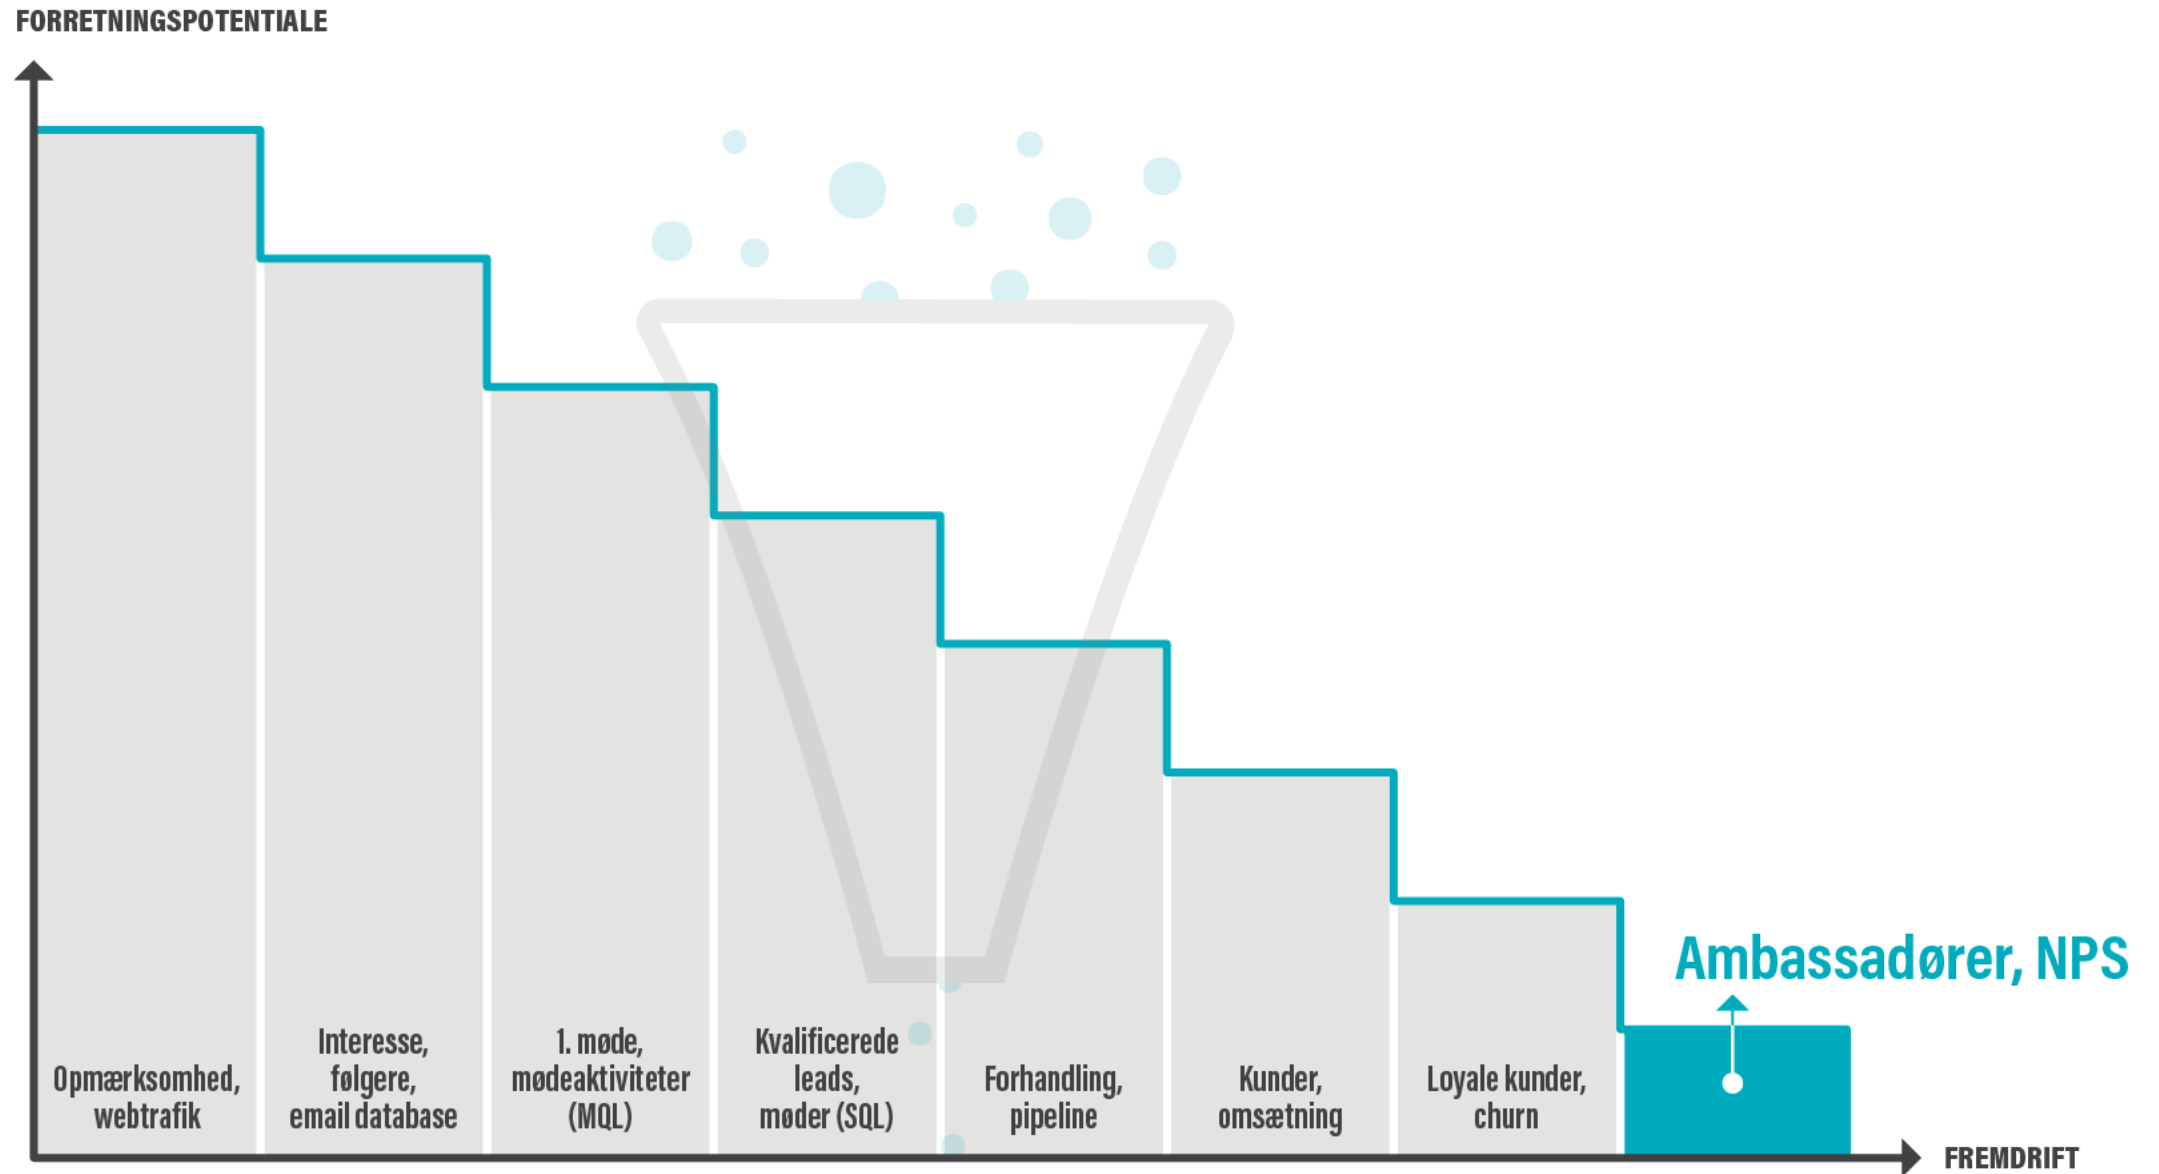 FORRETNINGSPOTENTIALE
Opmærksomhed,
webtrafik
Interesse,
følgere,
email database
1. møde,
mødeaktiviteter
(MQL)
Kvalificerede
leads,
møder (SQL)
Forhandling,
pipeline
Kunder,
omsætning
Loyale kunder,
churn
Ambassadører, NPS
FREMDRIFT